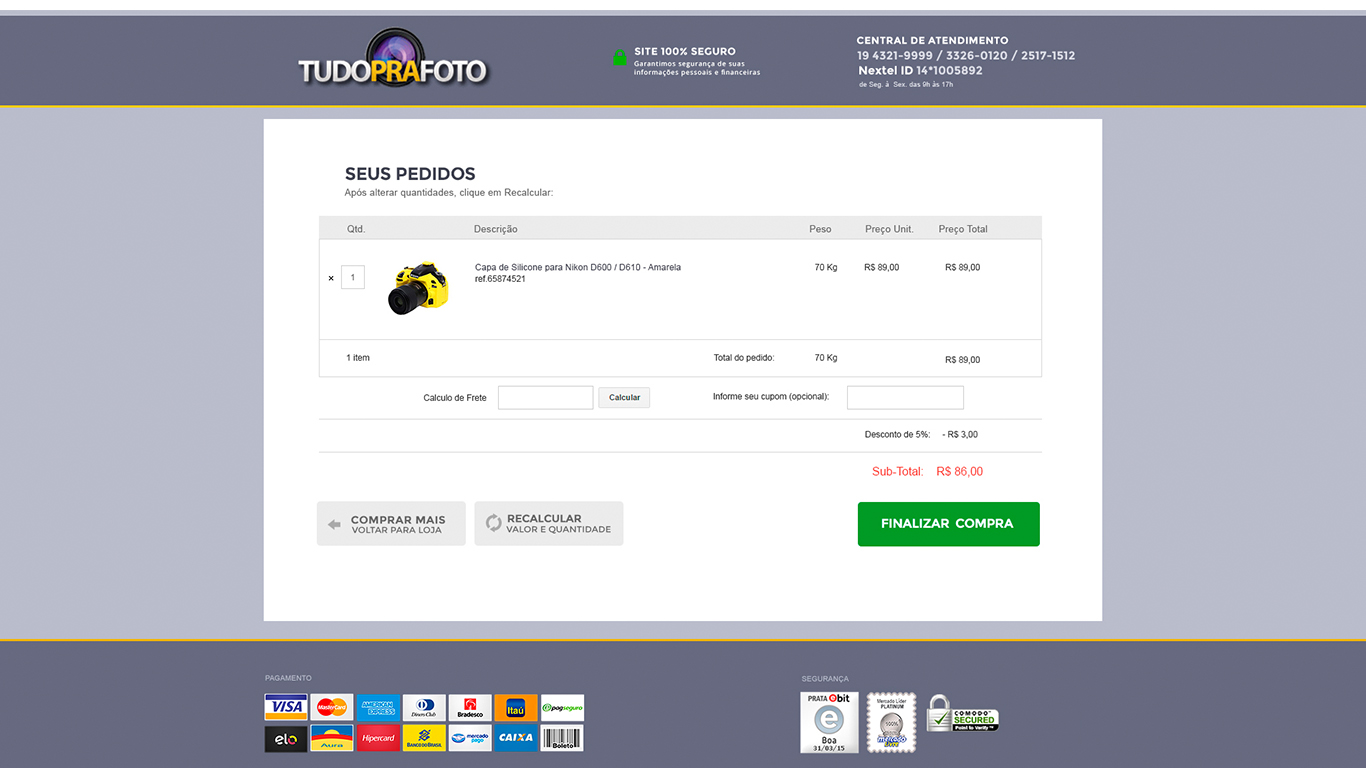 TUDOPRAFOTO
SITE 100% SEGURO
Garantimos segurança de suas
informações pessoais e financeiras
CENTRAL DE ATENDIMENTO
19 4321-9999 / 3326-0120 / 2517-1512
Nextel ID 14*1005892
de Seg. á Sex. das 9h às 17h
SEUS PEDIDOS
Após alterar quantidades, clique em Recalcular:
Qtd. Descrição Peso Preço Unit. Preço Total
× 1 Capa de Silicone para Nikon D600 / D610 - Amarela 70 Kg R$ 89,00 R$ 89,00
ref.65874521
1 item Total do pedido: 70 Kg R$ 89,00
Calculo de Frete Calcular Informe seu cupom (opcional):
Desconto de 5%: - R$ 3,00
Sub-Total: R$ 86,00
COMPRAR MAIS
VOLTAR PARA LOJA
RECALCULAR
VALOR E QUANTIDADE
FINALIZAR COMPRA
PAGAMENTO
VISA MasterCard AMERICAN EXPRESS Diners Club Bradesco Itaú pagseguro
elo Aura Hipercard BANCO DO BRASIL mercado pago CAIXA Boleto
SEGURANÇA
PRATA ebit
e
Boa
31/03/15
Mercado Líder
PLATINUM
100%
mercado
COMODO
SECURED
Point to Verify